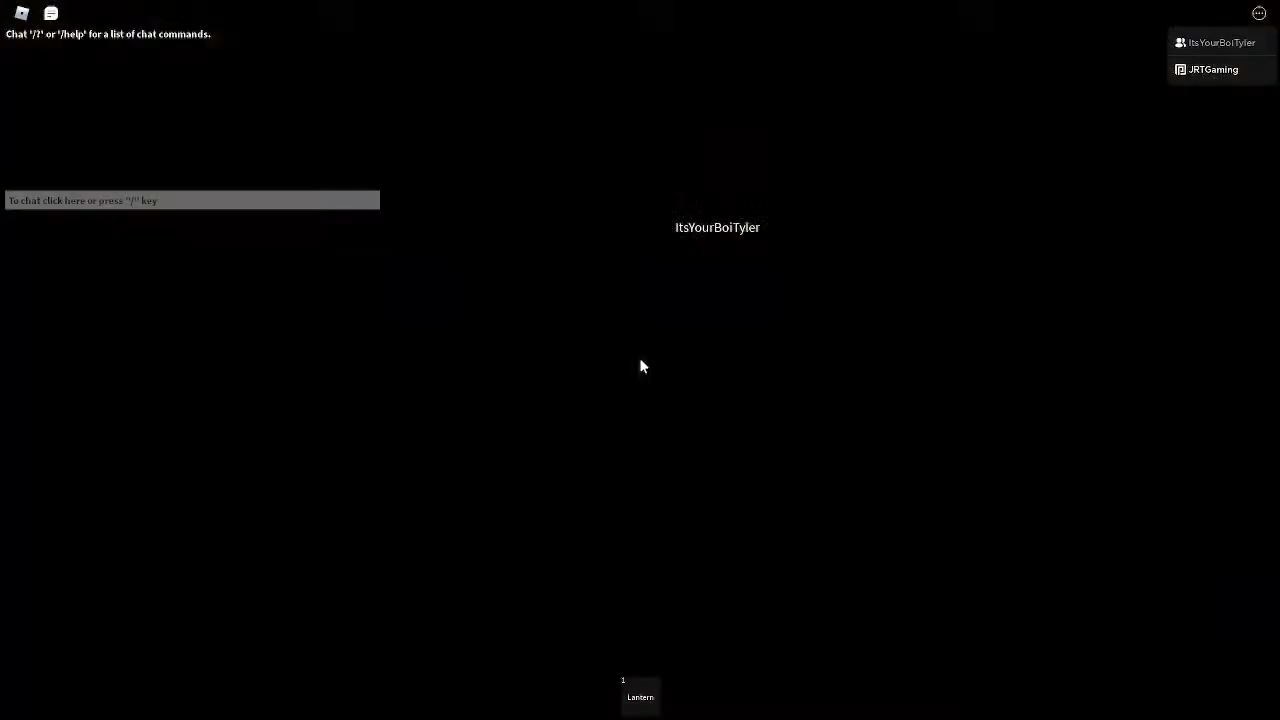 Chat '/?' or '/help' for a list of chat commands.
ItsYourBoiTyler
JRTGaming
To chat click here or press "/" key
ItsYourBoiTyler
1
Lantern